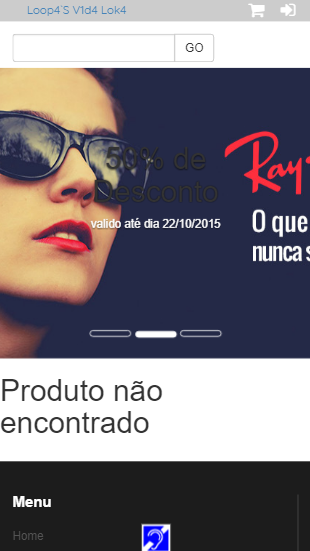 Loop4'S V1d4 Lok4
GO
50% de
Desconto
valido até dia 22/10/2015
Ray-
O que
nunca s
Produto não
encontrado
Menu
Home